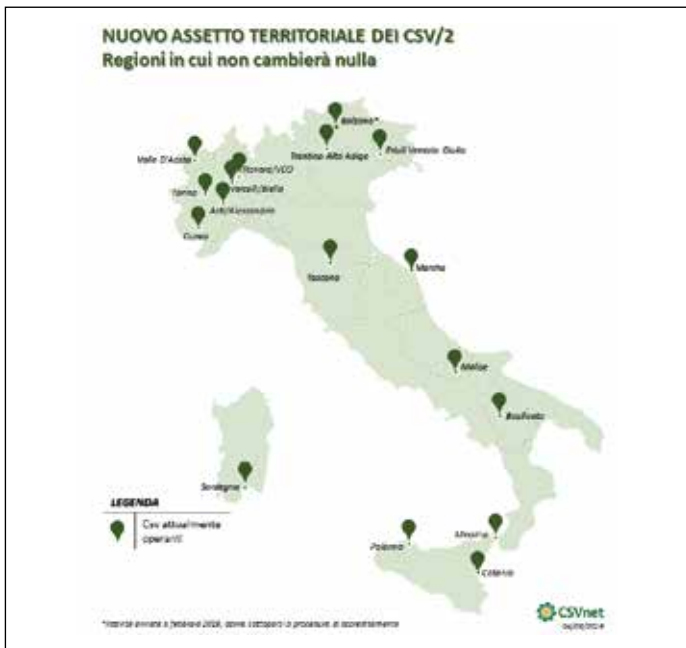 NUOVO ASSETTO TERRITORIALE DEI CSV/2
Regioni in cui non cambierà nulla
Bolzano*
Valle D'Aosta
Trentino Alto Adige
Friuli Venezia Giulia
Novara/VCO
Torino
Vercelli/Biella
Asti/Alessandria
Cuneo
Toscana
Marche
Molise
Basilicata
Sardegna
LEGENDA
Csv attualmente
operanti
Messina
Palermo
Catania
CSVnet